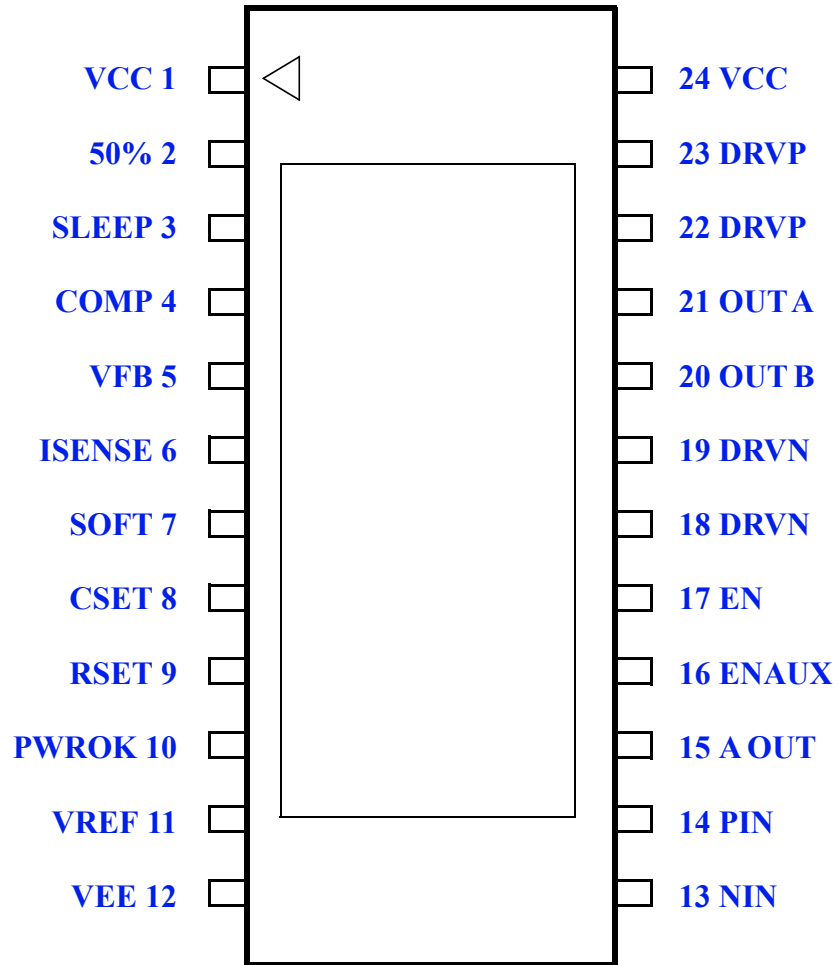 VCC 1
24 VCC
50% 2
23 DRVP
SLEEP 3
22 DRVP
COMP 4
21 OUT A
VFB 5
20 OUT B
ISENSE 6
19 DRVN
SOFT 7
18 DRVN
CSET 8
17 EN
RSET 9
16 ENAUX
PWROK 10
15 A OUT
VREF 11
14 PIN
VEE 12
13 NIN